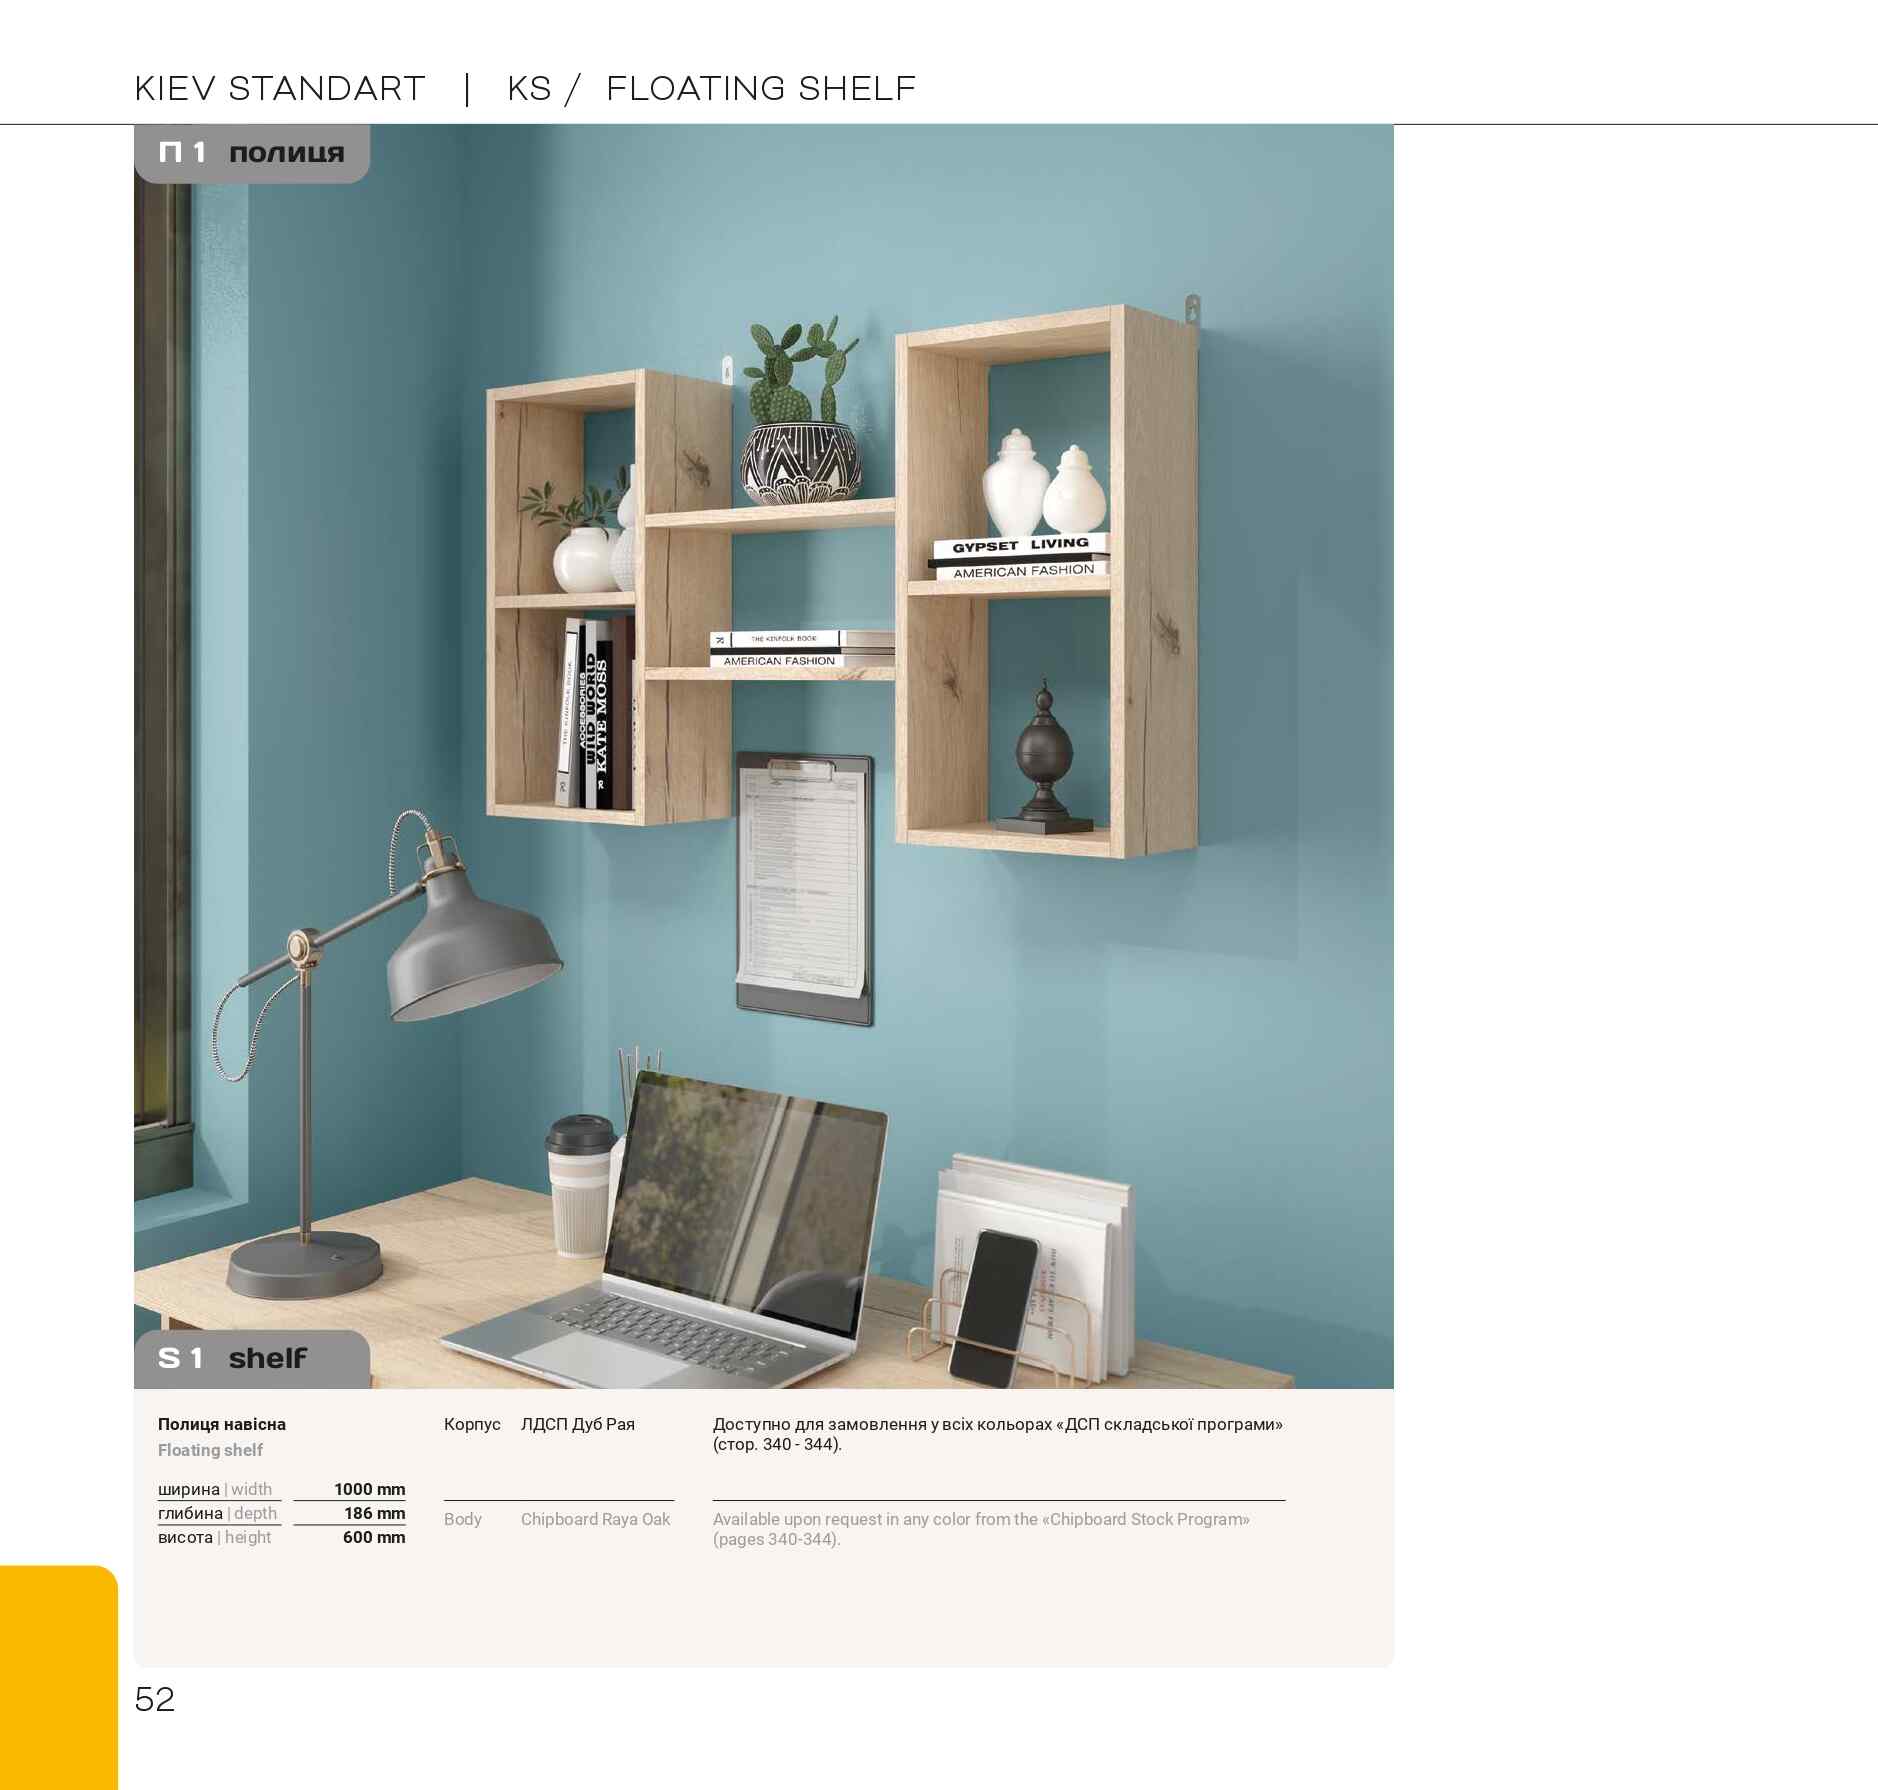 KIEV STANDART | KS / FLOATING SHELF
П 1 полиця
GYPSET LIVING
AMERICAN FASHION
THE KINFOLK BOOK
AMERICAN FASHION
THE KINFOLK BOOK
ACCESSORIES
WILD WORLD
KATE MOSS
S 1 shelf
Полиця навісна
Floating shelf
ширина | width 1000 mm
глибина | depth 186 mm
висота | height 600 mm
Корпус ЛДСП Дуб Рая
Body Chipboard Raya Oak
Доступно для замовлення у всіх кольорах «ДСП складської програми»
(стор. 340 - 344).
Available upon request in any color from the «Chipboard Stock Program»
(pages 340-344).
52